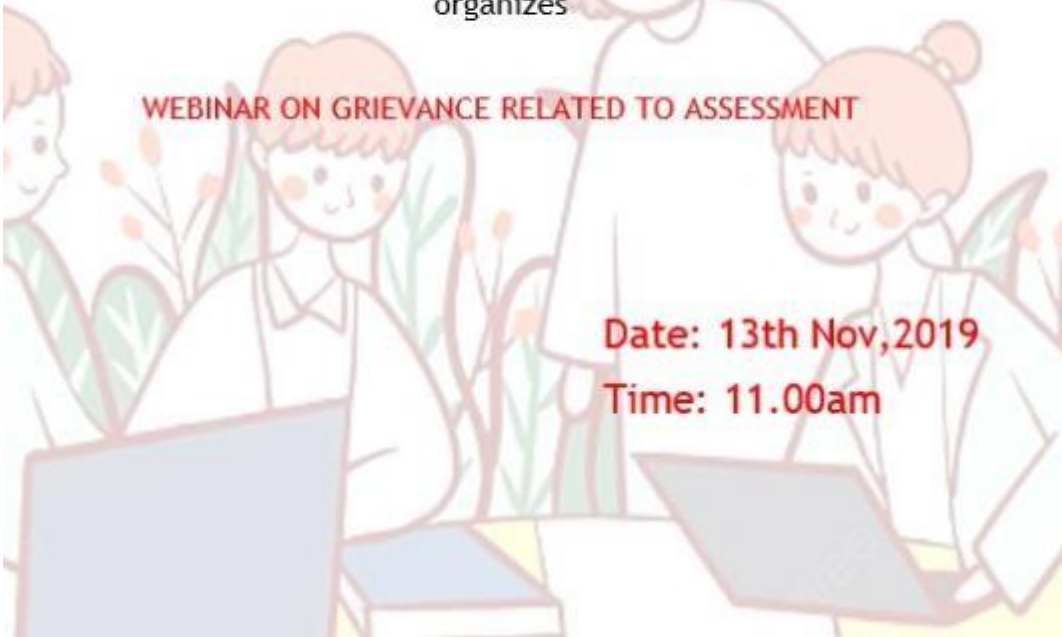 organizes
WEBINAR ON GRIEVANCE RELATED TO ASSESSMENT
Date: 13th Nov,2019
Time: 11.00am